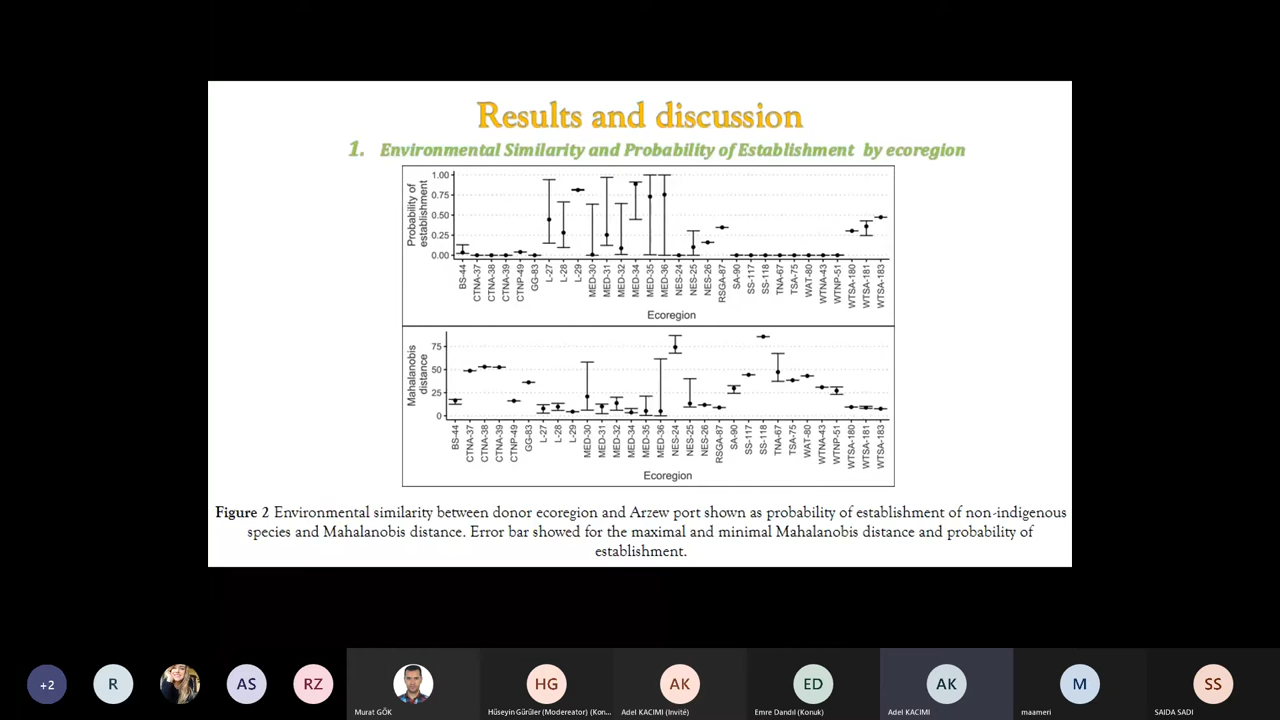 Results and discussion
1. Environmental Similarity and Probability of Establishment by ecoregion
Probability of
establishment
1.00
0.75
0.50
0.25
0.00
BS-44
CTNA-37
CTNA-38
CTNA-39
CTNP-49
GG-83
L-27
L-28
L-29
MED-30
MED-31
MED-32
MED-34
MED-35
MED-36
NES-24
NES-25
NES-26
RSGA-87
SA-90
SS-117
SS-118
TNA-67
TSA-75
WAT-80
WTNA-43
WTNP-51
WTSA-180
WTSA-181
WTSA-183
Ecoregion
Mahalanobis
distance
75
50
25
0
BS-44
CTNA-37
CTNA-38
CTNA-39
CTNP-49
GG-83
L-27
L-28
L-29
MED-30
MED-31
MED-32
MED-34
MED-35
MED-36
NES-24
NES-25
NES-26
RSGA-87
SA-90
SS-117
SS-118
TNA-67
TSA-75
WAT-80
WTNA-43
WTNP-51
WTSA-180
WTSA-181
WTSA-183
Ecoregion
Figure 2 Environmental similarity between donor ecoregion and Arzew port shown as probability of establishment of non-indigenous
species and Mahalanobis distance. Error bar showed for the maximal and minimal Mahalanobis distance and probability of
establishment.
+2
R
AS
RZ
HG
AK
ED
AK
M
SS
Murat GÖK
Hüseyin Gürüler (Modereator) (Kon...
Adel KACIMI (Invité)
Emre Dandıl (Konuk)
Adel KACIMI
maameri
SAIDA SADI